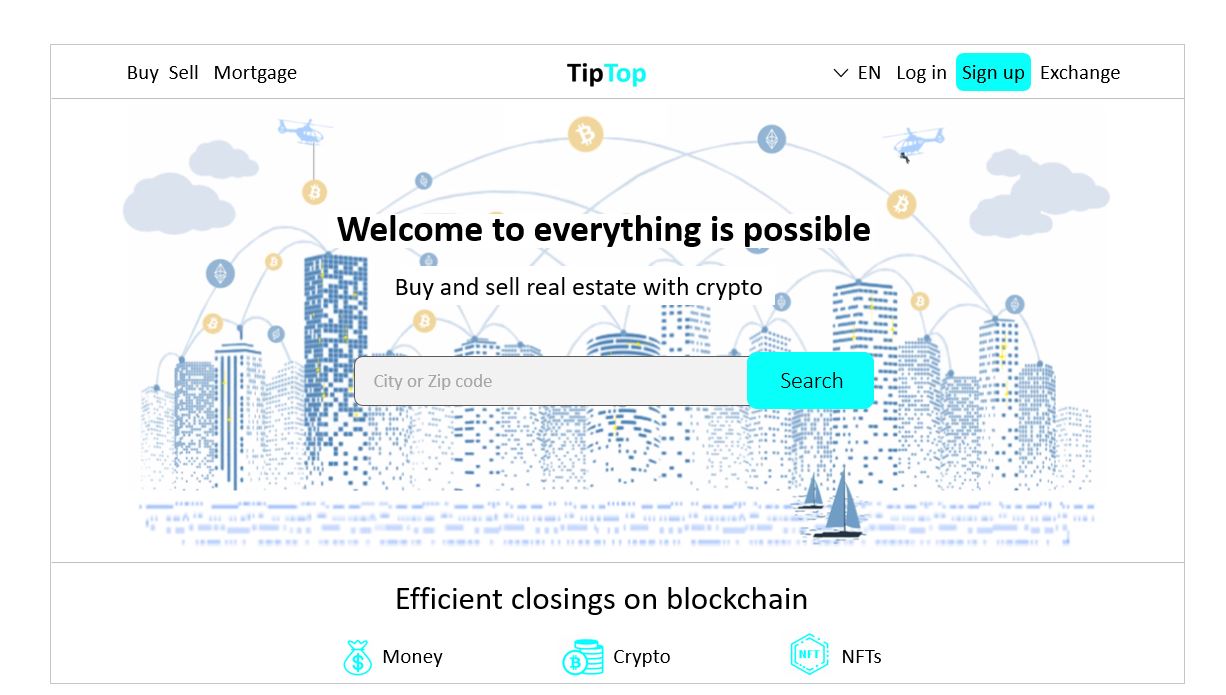 Buy Sell Mortgage TipTop EN Log in Sign up Exchange
Welcome to everything is possible
Buy and sell real estate with crypto
City or Zip code Search
Efficient closings on blockchain
$ Money ₿ Crypto NFT NFTs